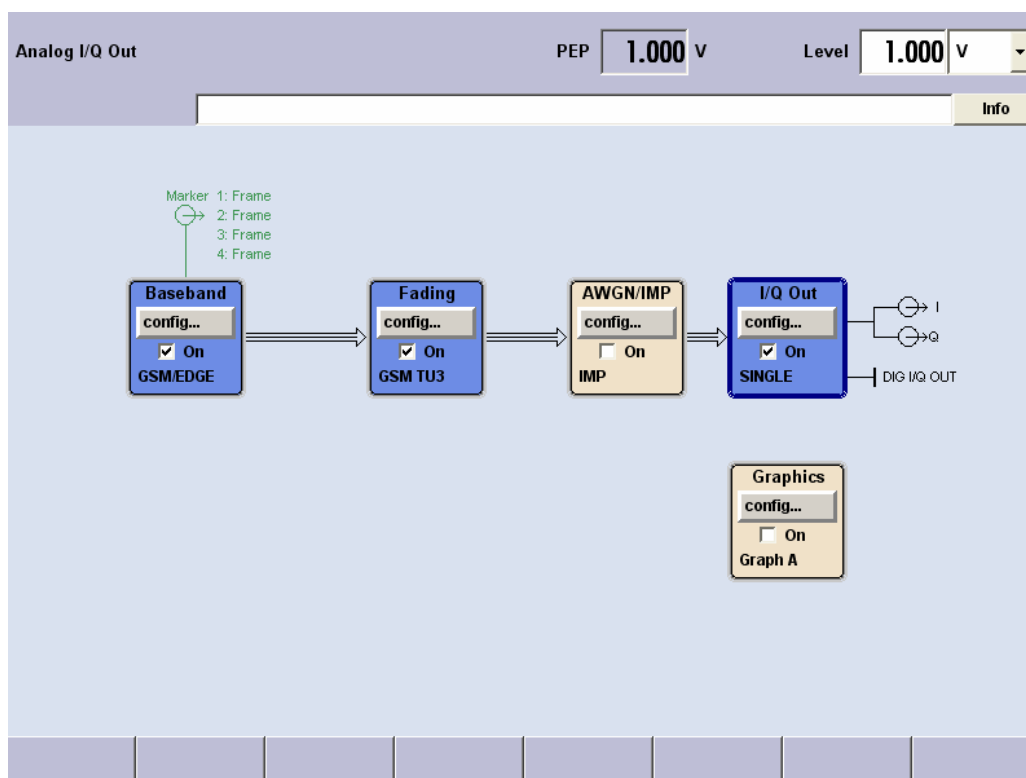 Analog I/Q Out PEP 1.000 V Level 1.000 V
Info
Marker 1: Frame
2: Frame
3: Frame
4: Frame
Baseband
config...
On
GSM/EDGE
Fading
config...
On
GSM TU3
AWGN/IMP
config...
On
IMP
I/Q Out
config...
On
SINGLE
I
Q
DIG I/Q OUT
Graphics
config...
On
Graph A